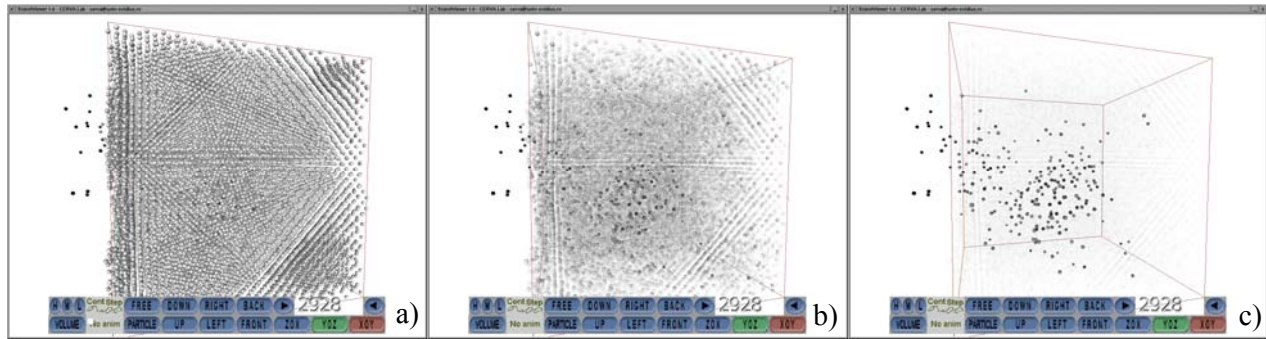 H M L Cont Step FREE DOWN RIGHT BACK 2928
VOLUME No anim PARTICLE UP LEFT FRONT ZOX YOZ XOY
a)
H M L Cont Step FREE DOWN RIGHT BACK 2928
VOLUME No anim PARTICLE UP LEFT FRONT ZOX YOZ XOY
b)
H M L Cont Step FREE DOWN RIGHT BACK 2928
VOLUME No anim PARTICLE UP LEFT FRONT ZOX YOZ XOY
c)